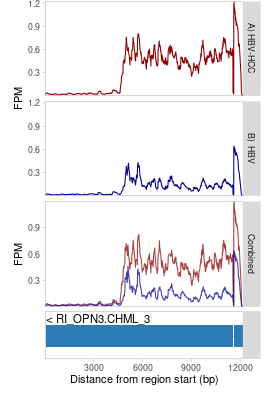 1.2
0.9
0.6
0.3
A) HBV-HCC
FPM
1.2
0.9
0.6
0.3
B) HBV
0.9
0.6
0.3
Combined
FPM
< RI_OPN3.CHML_3
3000 6000 9000 12000
Distance from region start (bp)